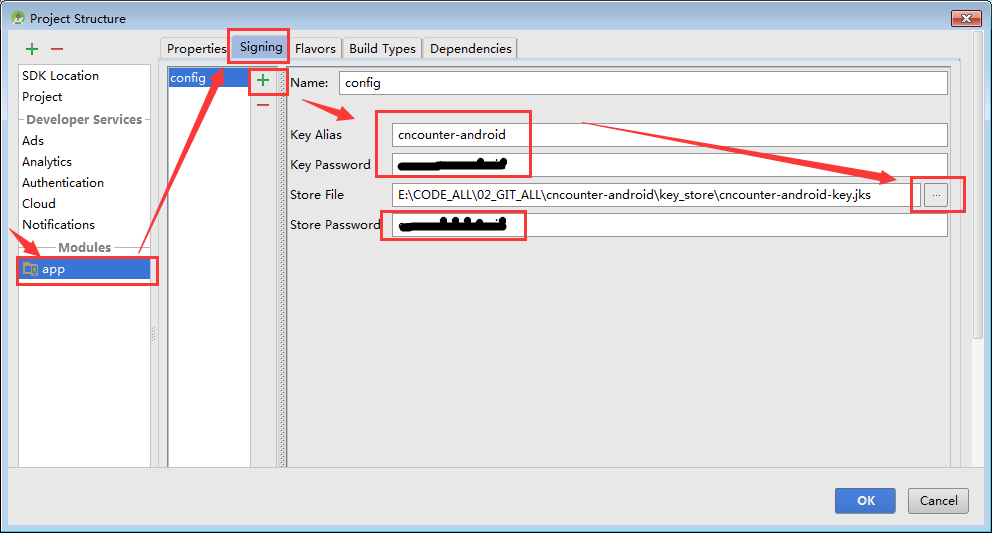 Project Structure
Properties Signing Flavors Build Types Dependencies
SDK Location
Project
Developer Services
Ads
Analytics
Authentication
Cloud
Notifications
Modules
app
config
Name: config
Key Alias cncounter-android
Key Password
Store File E:\CODE_ALL\02_GIT_ALL\cncounter-android\key_store\cncounter-android-key.jks ...
Store Password
OK Cancel